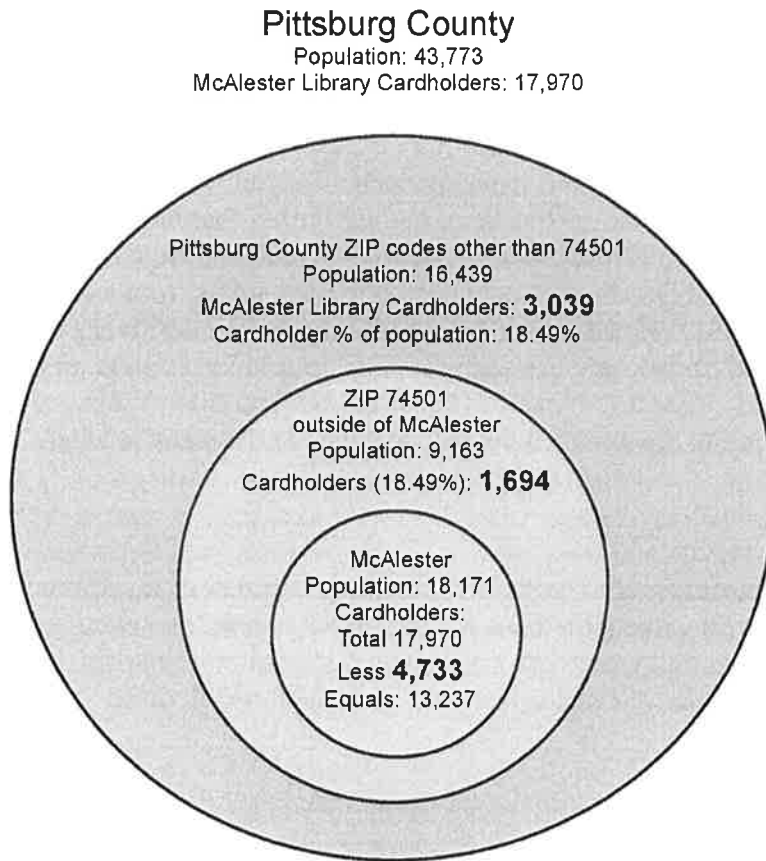 Pittsburg County
Population: 43,773
McAlester Library Cardholders: 17,970
Pittsburg County ZIP codes other than 74501
Population: 16,439
McAlester Library Cardholders: 3,039
Cardholder % of population: 18.49%
ZIP 74501
outside of McAlester
Population: 9,163
Cardholders (18.49%): 1,694
McAlester
Population: 18,171
Cardholders:
Total 17,970
Less 4,733
Equals: 13,237